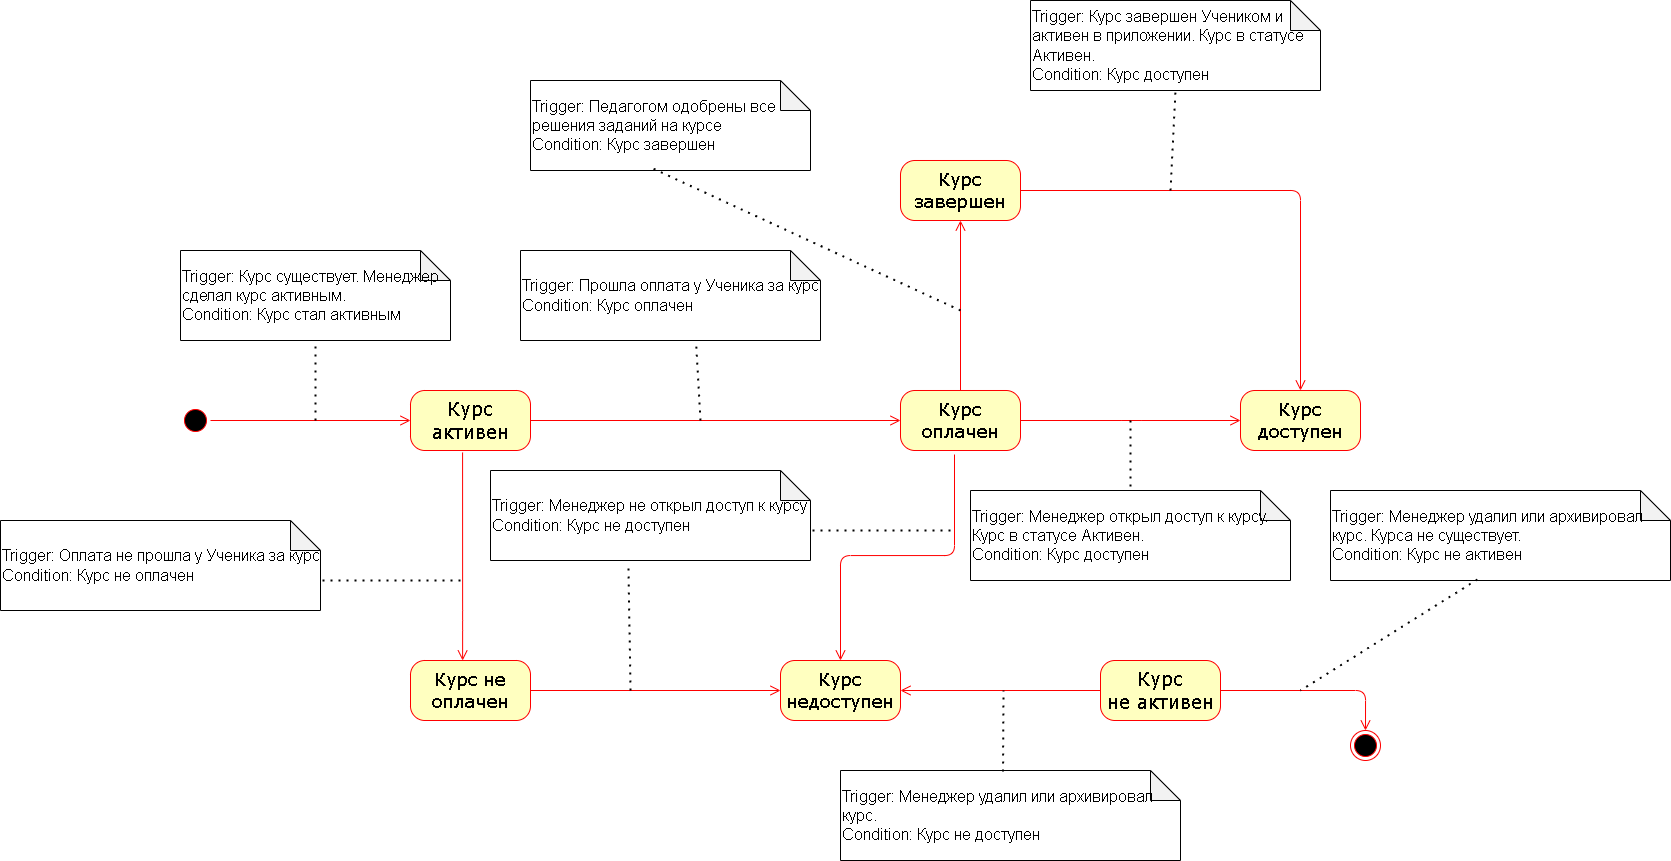 Trigger: Курс завершен Учеником и
активен в приложении. Курс в статусе
Активен.
Condition: Курс доступен
Trigger: Педагогом одобрены все
решения заданий на курсе
Condition: Курс завершен
Курс
завершен
Trigger: Курс существует. Менеджер
сделал курс активным.
Condition: Курс стал активным
Trigger: Прошла оплата у Ученика за курс
Condition: Курс оплачен
Курс
активен
Курс
оплачен
Курс
доступен
Trigger: Менеджер не открыл доступ к курсу
Condition: Курс не доступен
Trigger: Менеджер открыл доступ к курсу.
Курс в статусе Активен.
Condition: Курс доступен
Trigger: Менеджер удалил или архивировал
курс. Курса не существует.
Condition: Курс не активен
Trigger: Оплата не прошла у Ученика за курс
Condition: Курс не оплачен
Курс не
оплачен
Курс
недоступен
Курс
не активен
Trigger: Менеджер удалил или архивировал
курс.
Condition: Курс не доступен